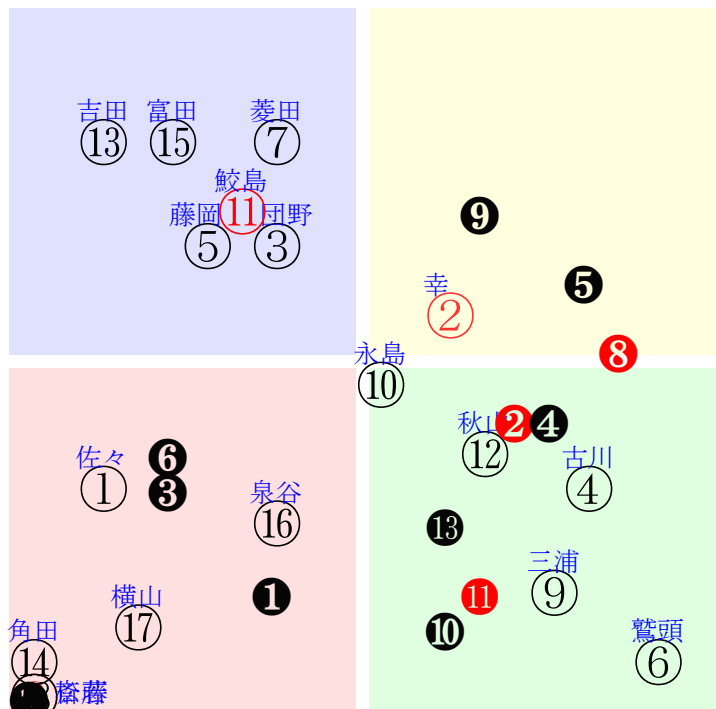 吉田 富田 菱田
⑬ ⑮ ⑦
鮫島
藤岡 ⑪ 団野
⑤ ③
❾
❺
幸
②
❽
永島
⑩
秋山 ❷ ❹
⑫
佐々 ❻
① ❸
古川
④
泉谷
⑯
⓭
三浦
⑨
横山 ❶
⑰
⓫
❿
角田
⑭
鷲頭
⑥